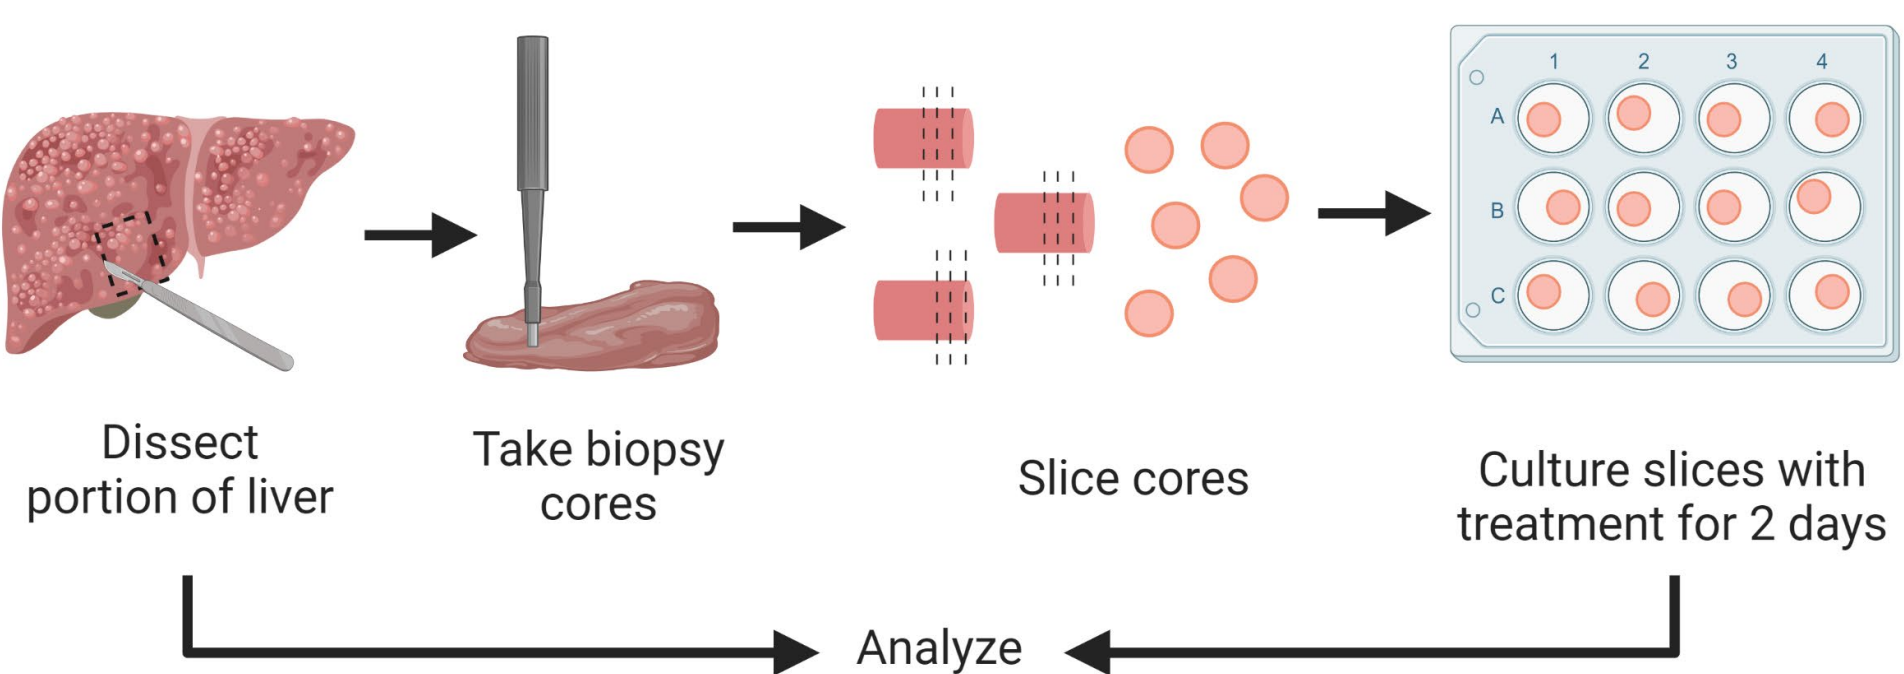 1 2 3 4
A
B
C
Dissect
portion of liver
Take biopsy
cores
Slice cores
Culture slices with
treatment for 2 days
Analyze